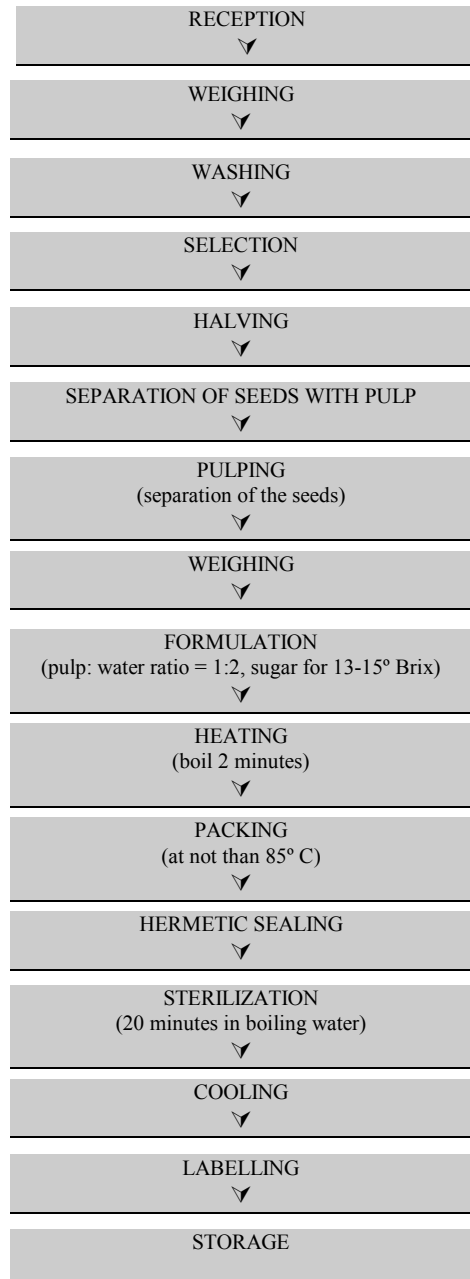 RECEPTION
WEIGHING
WASHING
SELECTION
HALVING
SEPARATION OF SEEDS WITH PULP
PULPING
(separation of the seeds)
WEIGHING
FORMULATION
(pulp: water ratio = 1:2, sugar for 13-15º Brix)
HEATING
(boil 2 minutes)
PACKING
(at not than 85º C)
HERMETIC SEALING
STERILIZATION
(20 minutes in boiling water)
COOLING
LABELLING
STORAGE